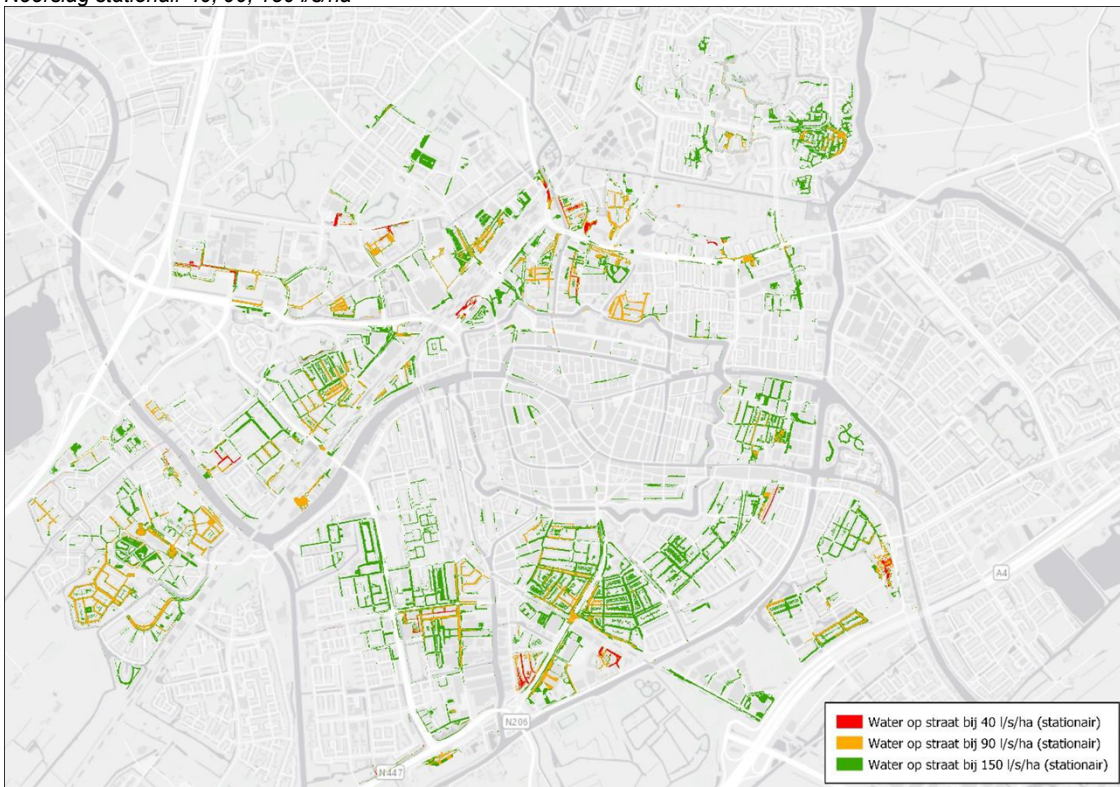 Neerslag stationair 40, 90, 150 l/s/ha
A4
N206
N447
Water op straat bij 40 l/s/ha (stationair)
Water op straat bij 90 l/s/ha (stationair)
Water op straat bij 150 l/s/ha (stationair)